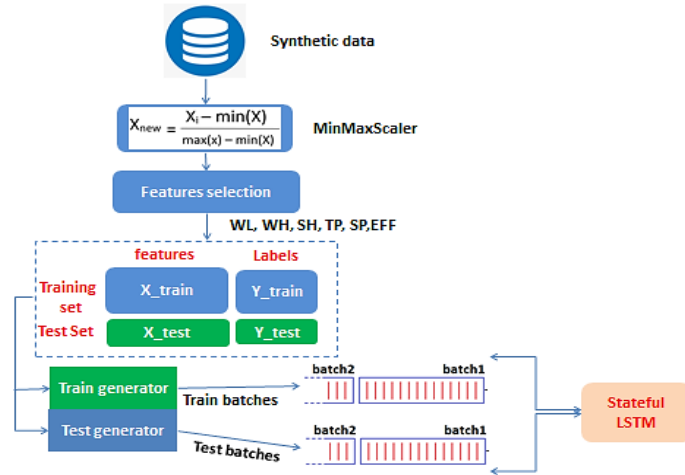 Synthetic data
X_new = (X_i − min(X)) / (max(x) − min(X))
MinMaxScaler
Features selection
WL, WH, SH, TP, SP,EFF
features
Labels
Training
set
X_train
Y_train
Test Set
X_test
Y_test
Train generator
Train batches
batch2
batch1
Test generator
Test batches
batch2
batch1
Stateful
LSTM